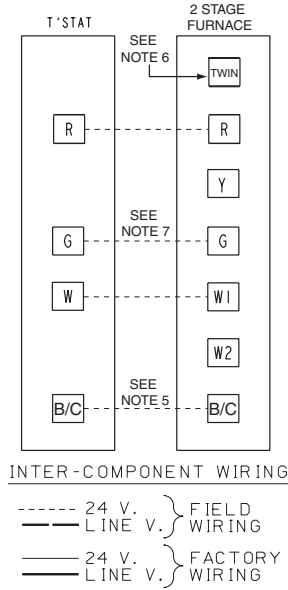 T'STAT
2 STAGE
FURNACE
SEE
NOTE 6
TWIN
R
R
Y
SEE
NOTE 7
G
G
W
W1
W2
SEE
NOTE 5
B/C
B/C
INTER-COMPONENT WIRING
24 V.
LINE V.
FIELD
WIRING
24 V.
LINE V.
FACTORY
WIRING